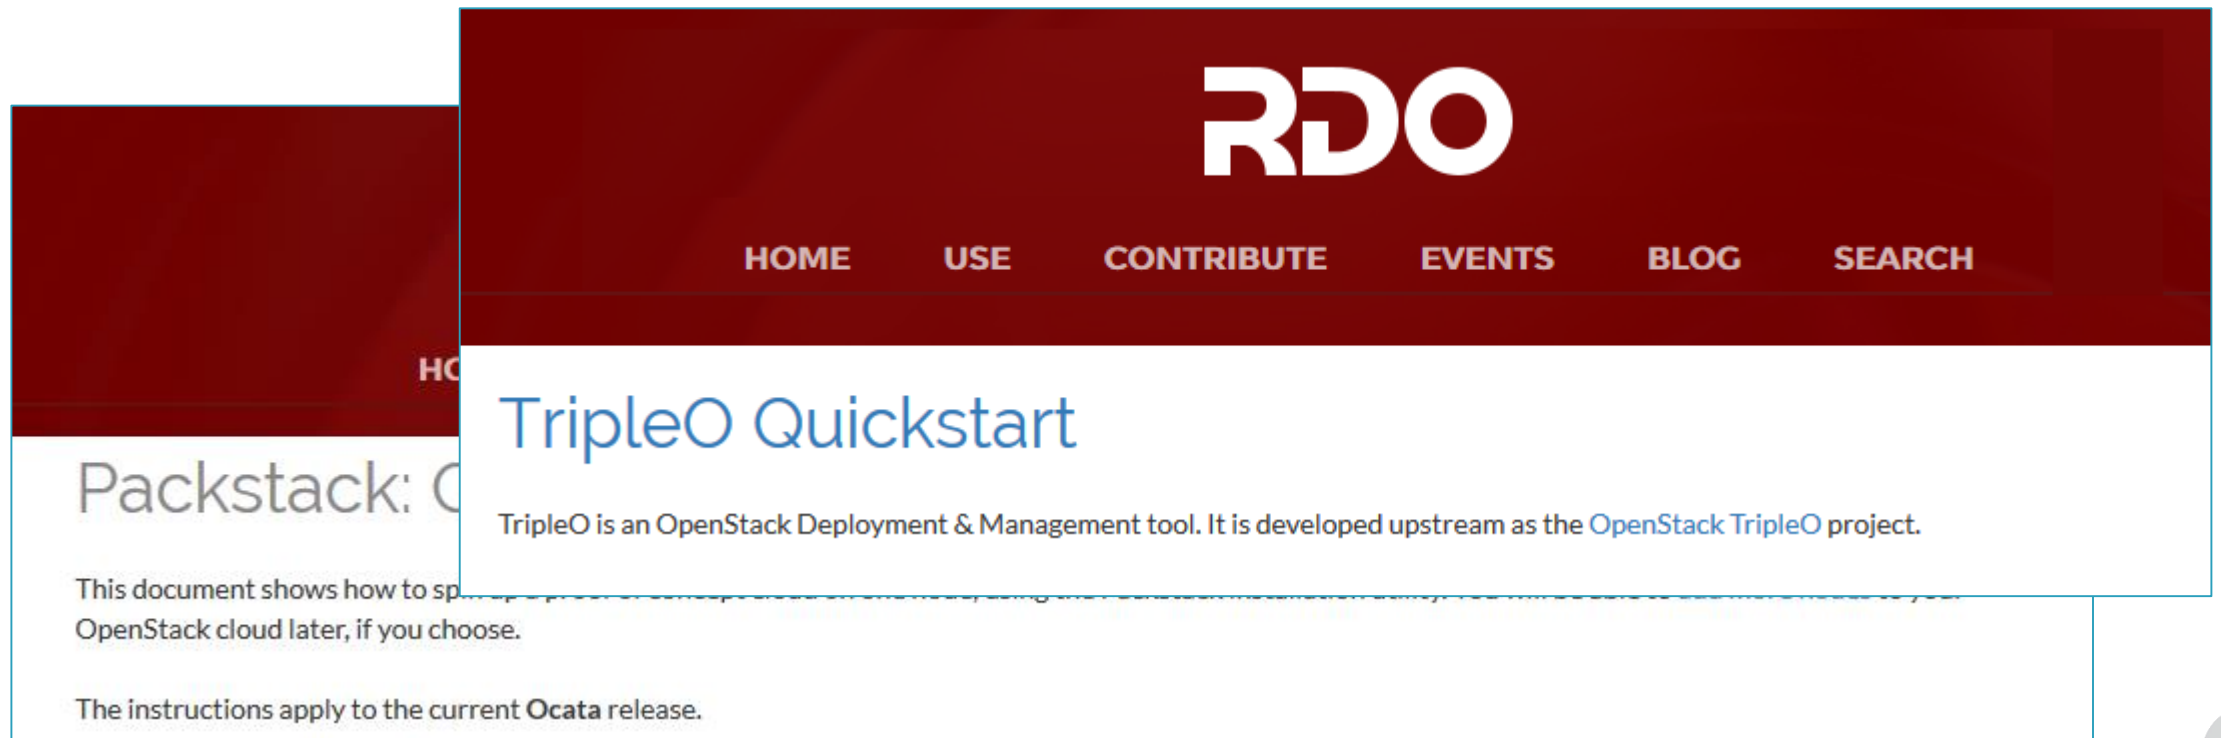 RDO
HOME USE CONTRIBUTE EVENTS BLOG SEARCH
TripleO Quickstart
TripleO is an OpenStack Deployment & Management tool. It is developed upstream as the OpenStack TripleO project.
Packstack:
This document shows how to
OpenStack cloud later, if you choose.
The instructions apply to the current Ocata release.